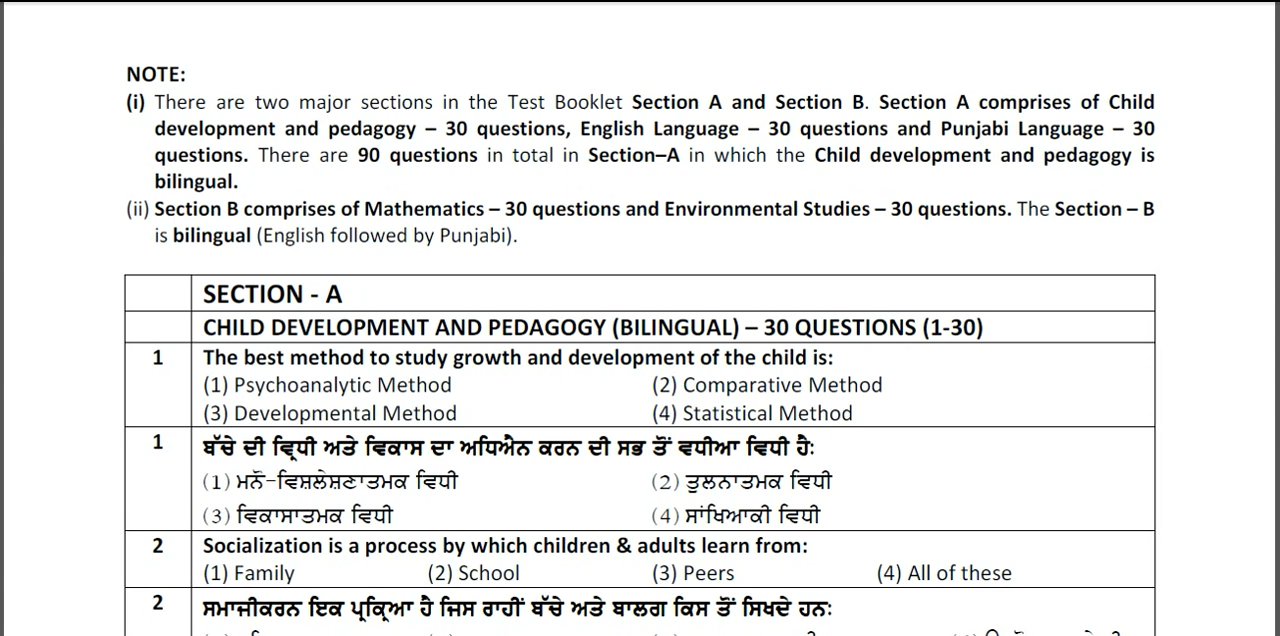 NOTE:
(i) There are two major sections in the Test Booklet Section A and Section B. Section A comprises of Child
development and pedagogy – 30 questions, English Language – 30 questions and Punjabi Language – 30
questions. There are 90 questions in total in Section–A in which the Child development and pedagogy is
bilingual.
(ii) Section B comprises of Mathematics – 30 questions and Environmental Studies – 30 questions. The Section – B
is bilingual (English followed by Punjabi).
SECTION - A
CHILD DEVELOPMENT AND PEDAGOGY (BILINGUAL) – 30 QUESTIONS (1-30)
1 The best method to study growth and development of the child is:
(1) Psychoanalytic Method (2) Comparative Method
(3) Developmental Method (4) Statistical Method
1 ਬੱਚੇ ਦੀ ਵ੍ਰਿਧੀ ਅਤੇ ਵਿਕਾਸ ਦਾ ਅਧਿਐਨ ਕਰਨ ਦੀ ਸਭ ਤੋਂ ਵਧੀਆ ਵਿਧੀ ਹੈ:
(1) ਮਨੋ-ਵਿਸ਼ਲੇਸ਼ਣਾਤਮਕ ਵਿਧੀ (2) ਤੁਲਨਾਤਮਕ ਵਿਧੀ
(3) ਵਿਕਾਸਾਤਮਕ ਵਿਧੀ (4) ਸਾਂਖਿਆਕੀ ਵਿਧੀ
2 Socialization is a process by which children & adults learn from:
(1) Family (2) School (3) Peers (4) All of these
2 ਸਮਾਜੀਕਰਨ ਇਕ ਪ੍ਰਕ੍ਰਿਆ ਹੈ ਜਿਸ ਰਾਹੀਂ ਬੱਚੇ ਅਤੇ ਬਾਲਗ ਕਿਸ ਤੋਂ ਸਿਖਦੇ ਹਨ: